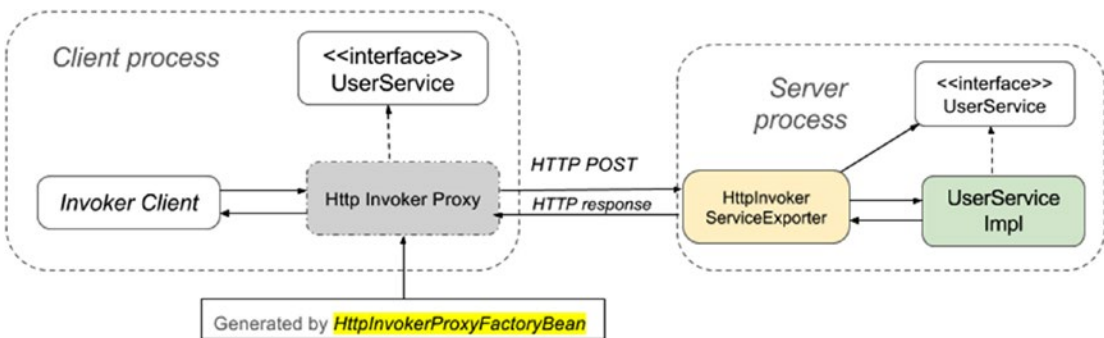 Client process
<<interface>>
UserService
Invoker Client
Http Invoker Proxy
Generated by HttpInvokerProxyFactoryBean
HTTP POST
HTTP response
Server
process
<<interface>>
UserService
HttpInvoker
ServiceExporter
UserService
Impl